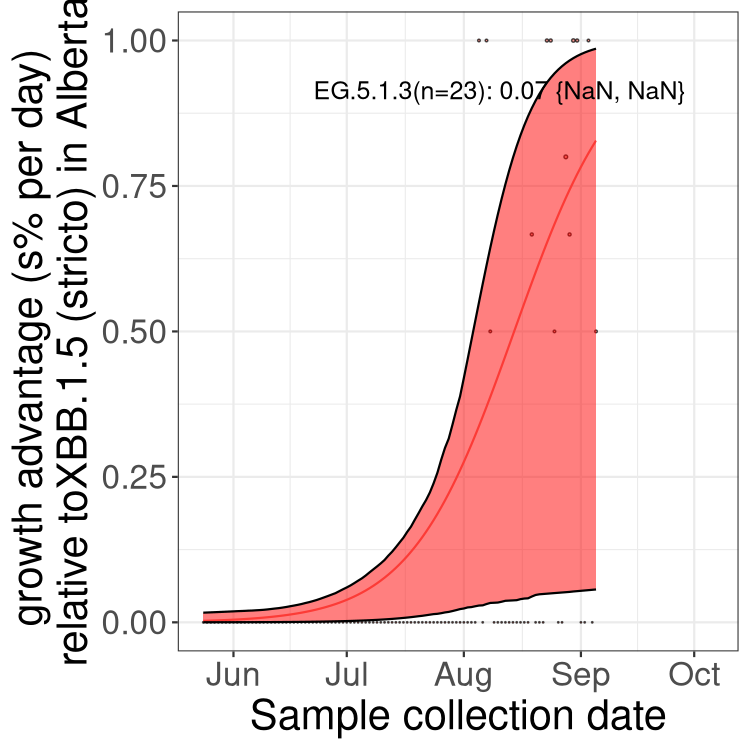 growth advantage (s% per day)
relative toXBB.1.5 (stricto) in Alberta
1.00
0.75
0.50
0.25
0.00
EG.5.1.3(n=23): 0.07 {NaN, NaN}
Jun Jul Aug Sep Oct
Sample collection date